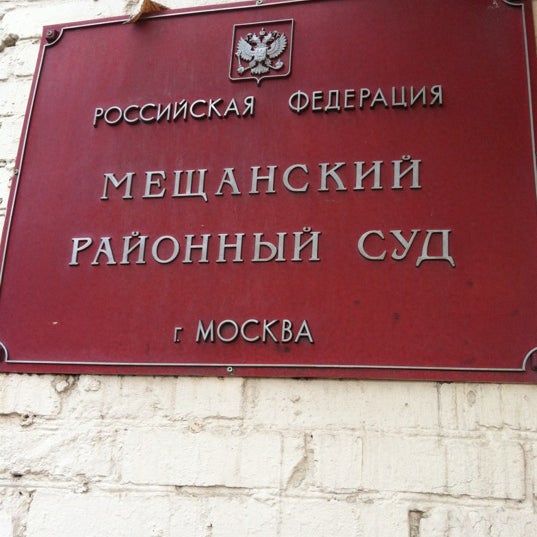 РОССИЙСКАЯ ФЕДЕРАЦИЯ
МЕЩАНСКИЙ
РАЙОННЫЙ СУД
г. МОСКВА